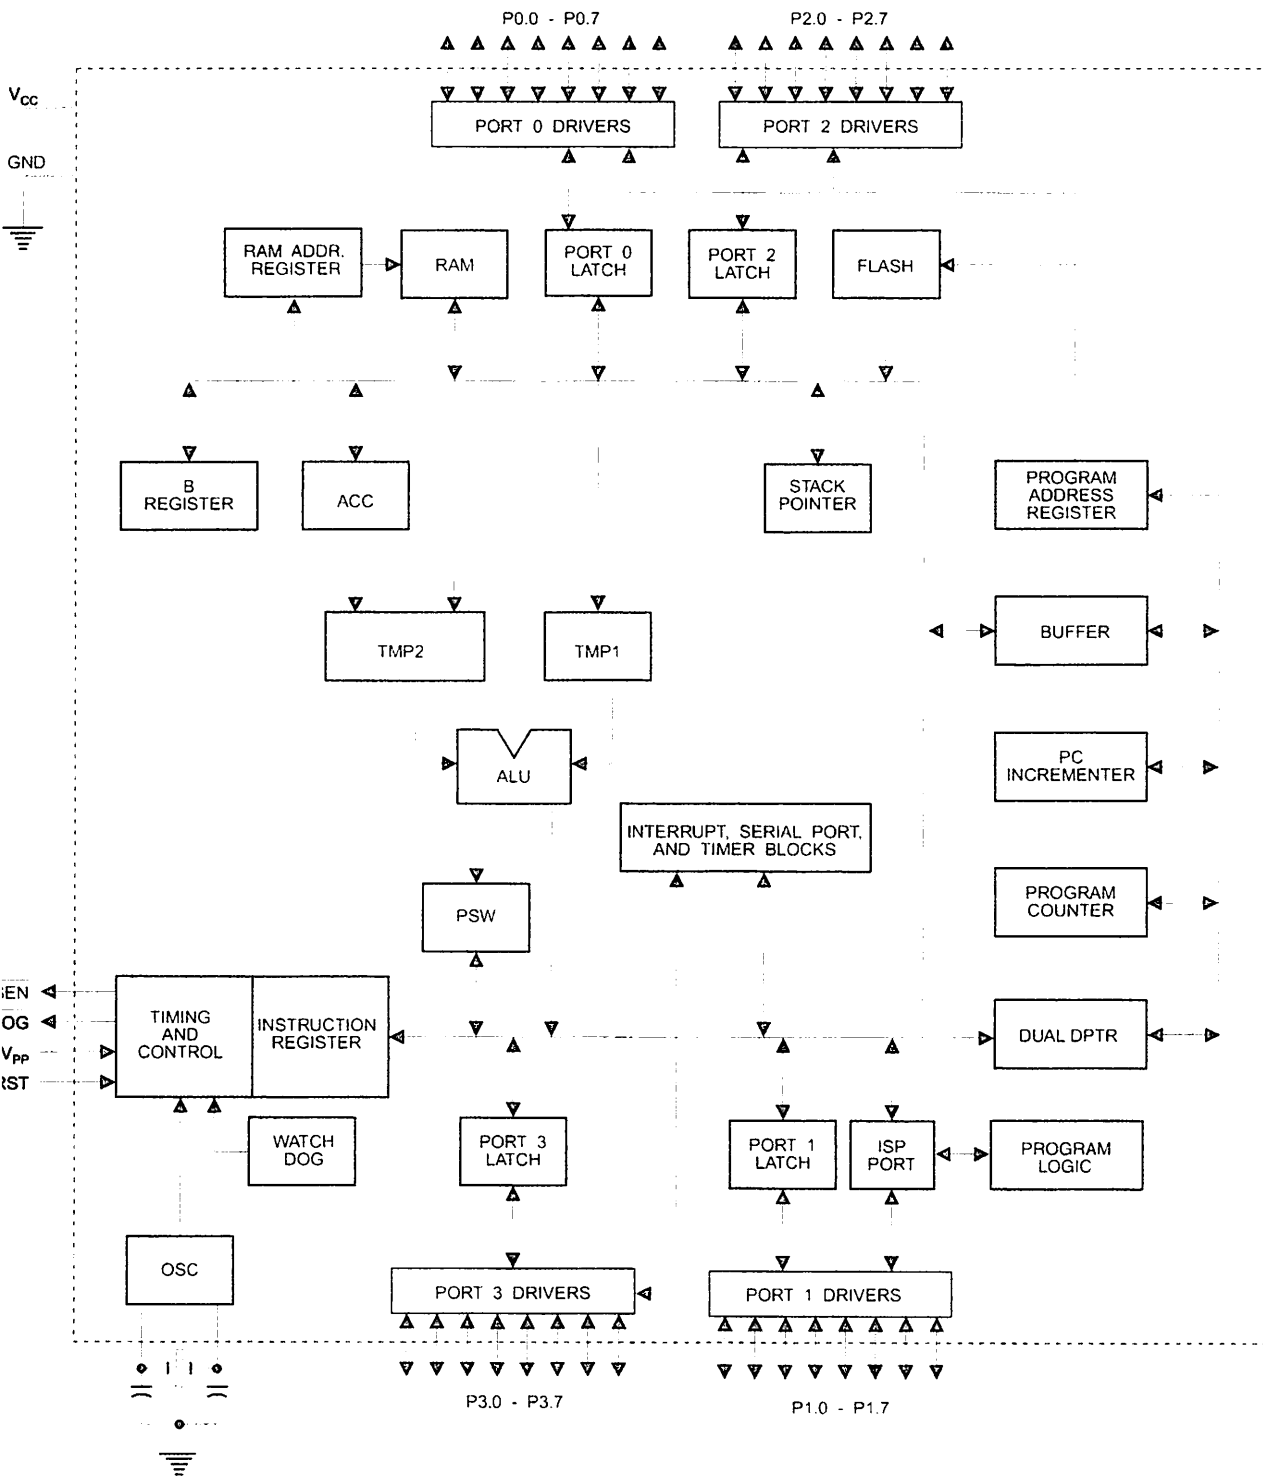 P0.0 - P0.7
P2.0 - P2.7
VCC
GND
PORT 0 DRIVERS
PORT 2 DRIVERS
RAM ADDR.
REGISTER
RAM
PORT 0
LATCH
PORT 2
LATCH
FLASH
B
REGISTER
ACC
STACK
POINTER
PROGRAM
ADDRESS
REGISTER
BUFFER
TMP2
TMP1
ALU
PC
INCREMENTER
INTERRUPT, SERIAL PORT,
AND TIMER BLOCKS
PROGRAM
COUNTER
PSW
SEN
OG
VPP
RST
TIMING
AND
CONTROL
INSTRUCTION
REGISTER
DUAL DPTR
WATCH
DOG
PORT 3
LATCH
PORT 1
LATCH
ISP
PORT
PROGRAM
LOGIC
OSC
PORT 3 DRIVERS
PORT 1 DRIVERS
P3.0 - P3.7
P1.0 - P1.7